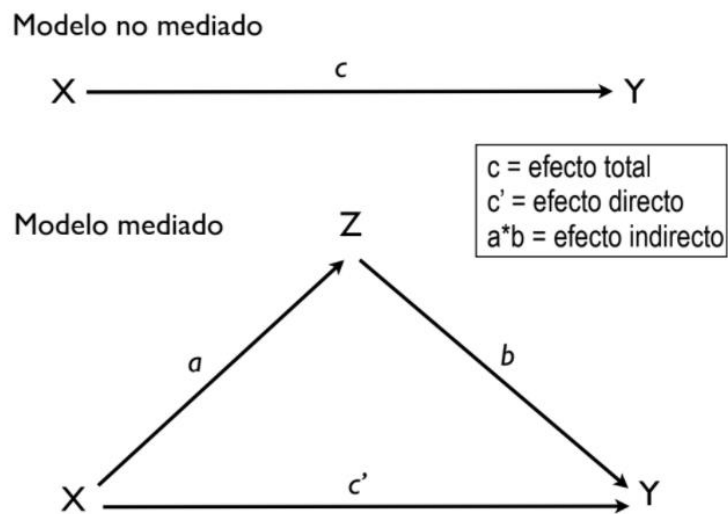 Modelo no mediado
c
X Y
c = efecto total
c' = efecto directo
a*b = efecto indirecto
Modelo mediado Z
a b
X c' Y